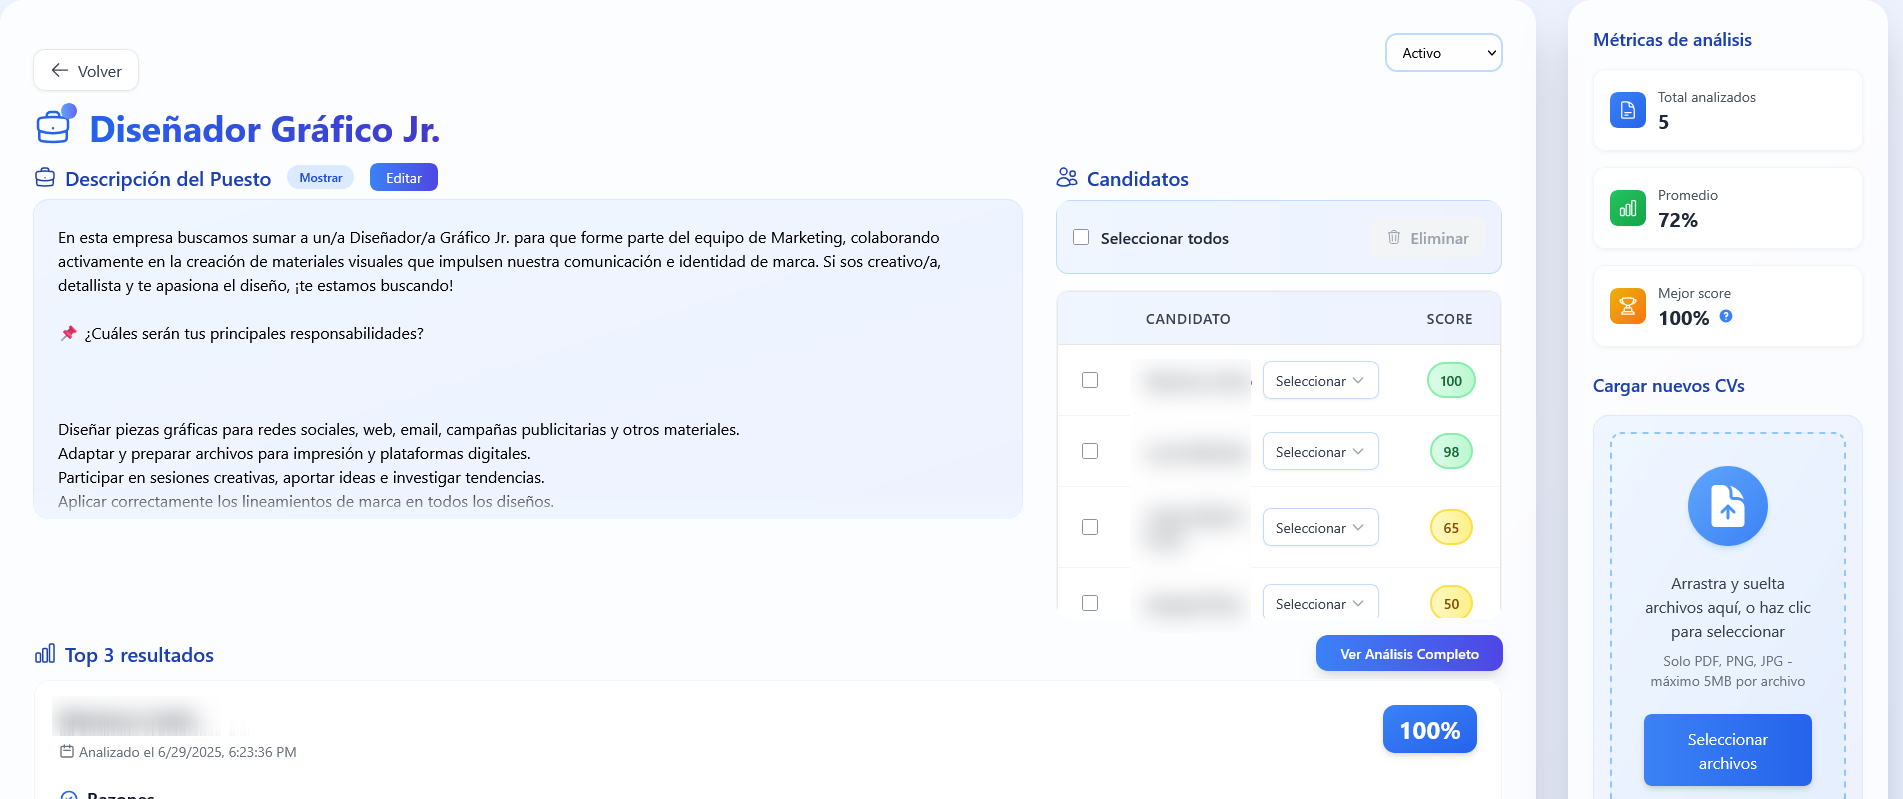 Volver
Activo
Diseñador Gráfico Jr.
Descripción del Puesto
Mostrar
Editar
En esta empresa buscamos sumar a un/a Diseñador/a Gráfico Jr. para que forme parte del equipo de Marketing, colaborando
activamente en la creación de materiales visuales que impulsen nuestra comunicación e identidad de marca. Si sos creativo/a,
detallista y te apasiona el diseño, ¡te estamos buscando!
📌 ¿Cuáles serán tus principales responsabilidades?
Diseñar piezas gráficas para redes sociales, web, email, campañas publicitarias y otros materiales.
Adaptar y preparar archivos para impresión y plataformas digitales.
Participar en sesiones creativas, aportar ideas e investigar tendencias.
Aplicar correctamente los lineamientos de marca en todos los diseños.
Candidatos
Seleccionar todos
Eliminar
CANDIDATO SCORE
Seleccionar 100
Seleccionar 98
Seleccionar 65
Seleccionar 50
Top 3 resultados
Ver Análisis Completo
100%
Analizado el 6/29/2025, 6:23:36 PM
Razones
Métricas de análisis
Total analizados
5
Promedio
72%
Mejor score
100% ?
Cargar nuevos CVs
Arrastra y suelta
archivos aquí, o haz clic
para seleccionar
Solo PDF, PNG, JPG -
máximo 5MB por archivo
Seleccionar
archivos